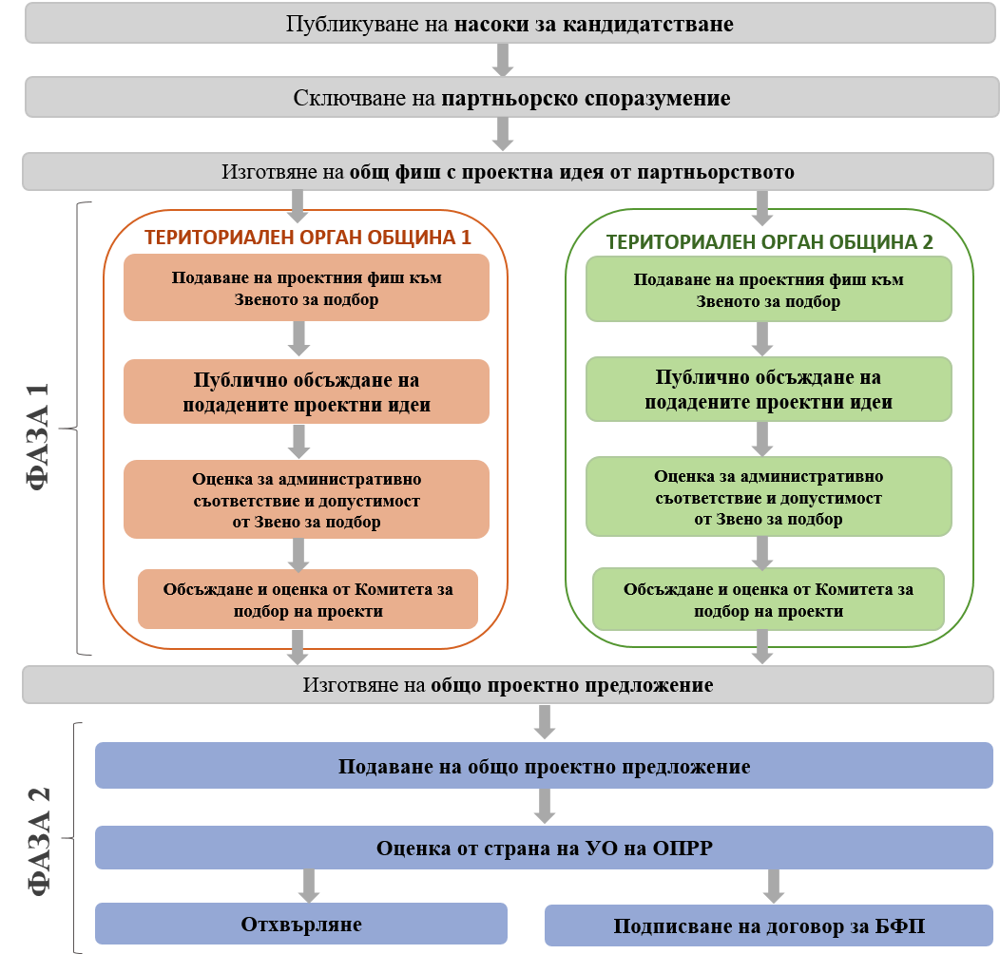 Публикуване на насоки за кандидатстване
Сключване на партньорско споразумение
Изготвяне на общ фиш с проектна идея от партньорството
ФАЗА 1
ТЕРИТОРИАЛЕН ОРГАН ОБЩИНА 1
Подаване на проектния фиш към
Звеното за подбор
Публично обсъждане на
подадените проектни идеи
Оценка за административно
съответствие и допустимост
от Звено за подбор
Обсъждане и оценка от Комитета за
подбор на проекти
ТЕРИТОРИАЛЕН ОРГАН ОБЩИНА 2
Подаване на проектния фиш към
Звеното за подбор
Публично обсъждане на
подадените проектни идеи
Оценка за административно
съответствие и допустимост
от Звено за подбор
Обсъждане и оценка от Комитета за
подбор на проекти
Изготвяне на общо проектно предложение
ФАЗА 2
Подаване на общо проектно предложение
Оценка от страна на УО на ОПРР
Отхвърляне
Подписване на договор за БФП